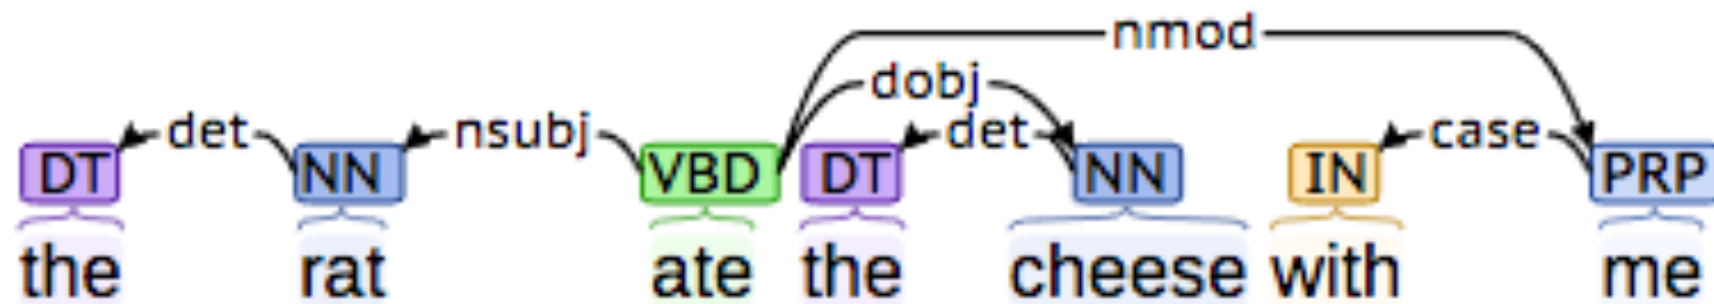 nmod
dobj
det nsubj det case
DT NN VBD DT NN IN PRP
the rat ate the cheese with me